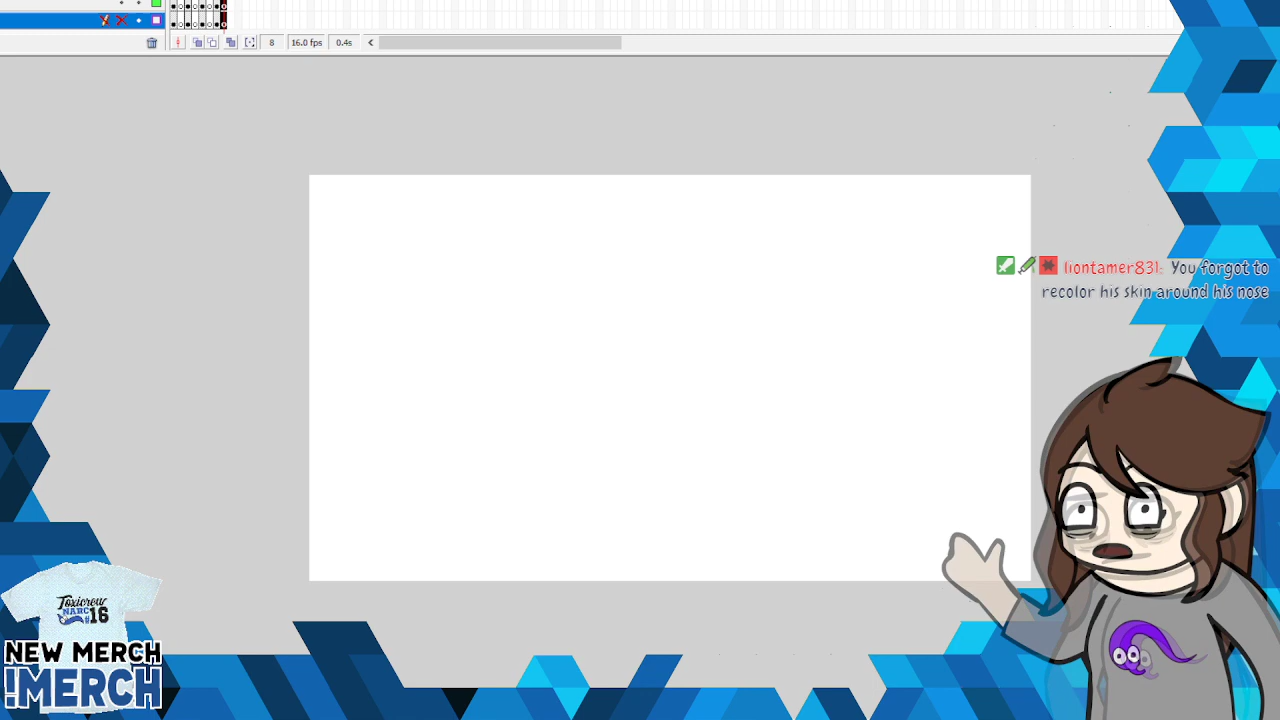 8 16.0 fps 0.4s
liontamer831: You forgot to
recolor his skin around his nose
Toxicrow
NARC
16
NEW MERCH
!MERCH